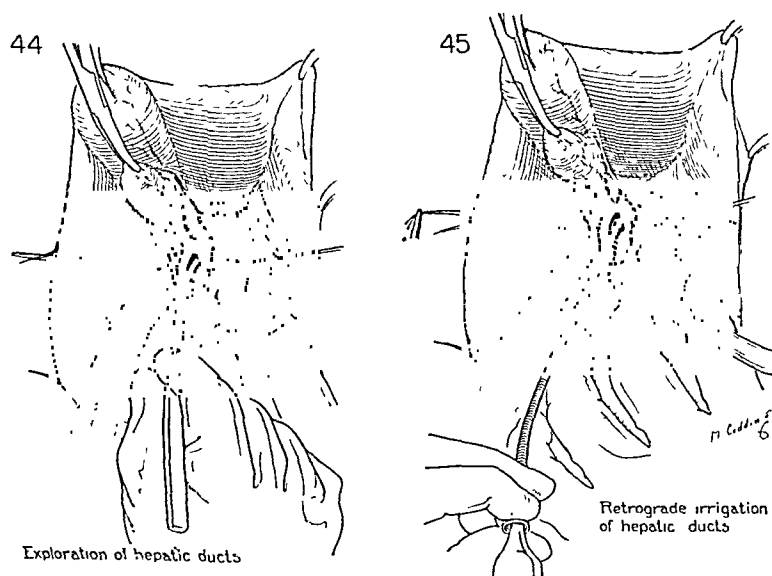 44
45
Exploration of hepatic ducts
Retrograde irrigation
of hepatic ducts